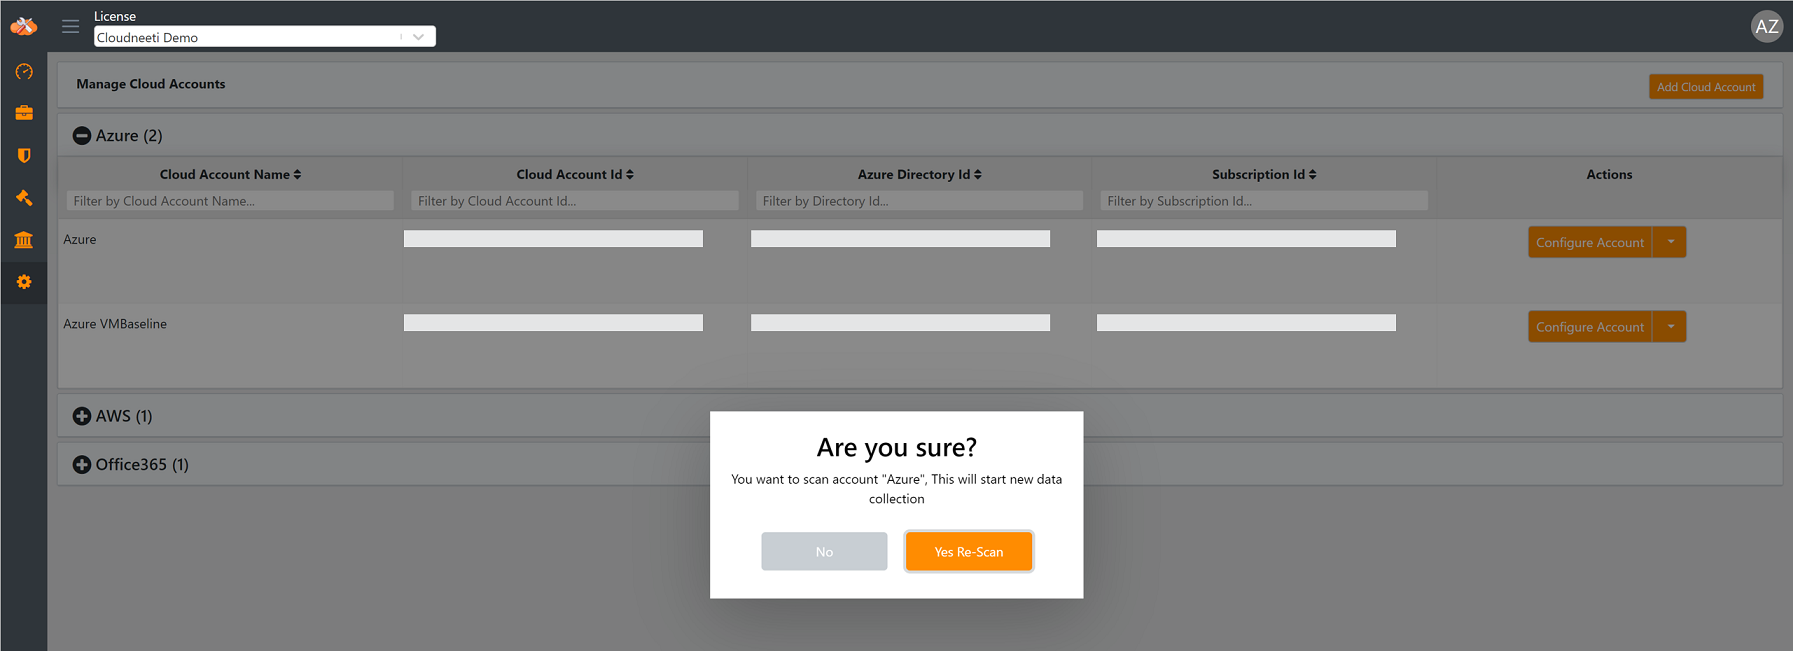 License
Cloudneeti Demo
AZ
Manage Cloud Accounts
Add Cloud Account
Azure (2)
Cloud Account Name
Cloud Account Id
Azure Directory Id
Subscription Id
Actions
Filter by Cloud Account Name...
Filter by Cloud Account Id...
Filter by Directory Id...
Filter by Subscription Id...
Azure
Configure Account
Azure VMBaseline
Configure Account
AWS (1)
Office365 (1)
Are you sure?
You want to scan account "Azure", This will start new data
collection
No
Yes Re-Scan